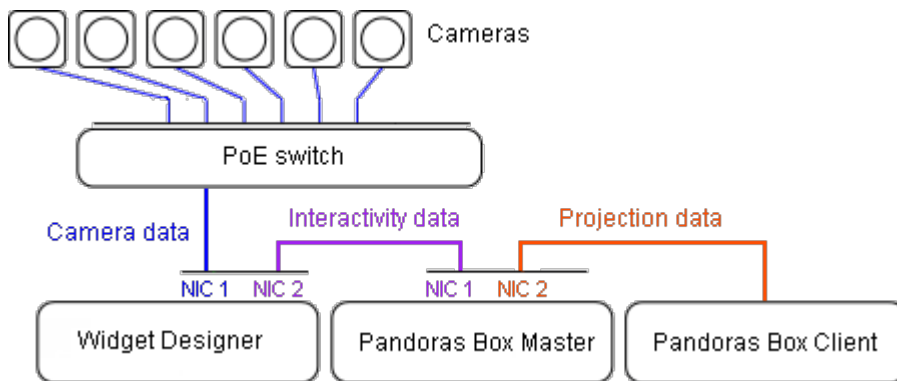 Cameras
PoE switch
Interactivity data
Projection data
Camera data
NIC 1
NIC 2
NIC 1
NIC 2
Widget Designer
Pandoras Box Master
Pandoras Box Client